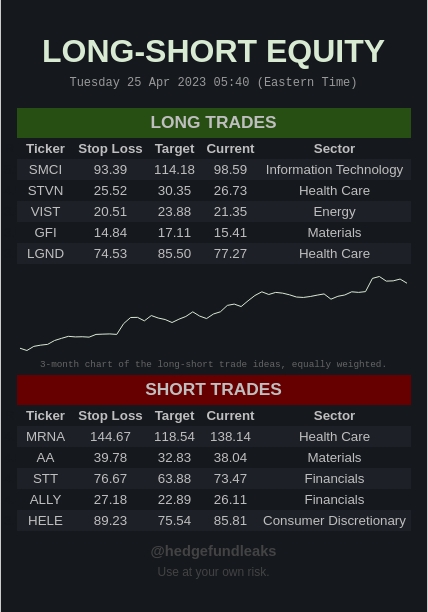 LONG-SHORT EQUITY
Tuesday 25 Apr 2023 05:40 (Eastern Time)
LONG TRADES
Ticker Stop Loss Target Current Sector
SMCI 93.39 114.18 98.59 Information Technology
STVN 25.52 30.35 26.73 Health Care
VIST 20.51 23.88 21.35 Energy
GFI 14.84 17.11 15.41 Materials
LGND 74.53 85.50 77.27 Health Care
3-month chart of the long-short trade ideas, equally weighted.
SHORT TRADES
Ticker Stop Loss Target Current Sector
MRNA 144.67 118.54 138.14 Health Care
AA 39.78 32.83 38.04 Materials
STT 76.67 63.88 73.47 Financials
ALLY 27.18 22.89 26.11 Financials
HELE 89.23 75.54 85.81 Consumer Discretionary
@hedgefundleaks
Use at your own risk.